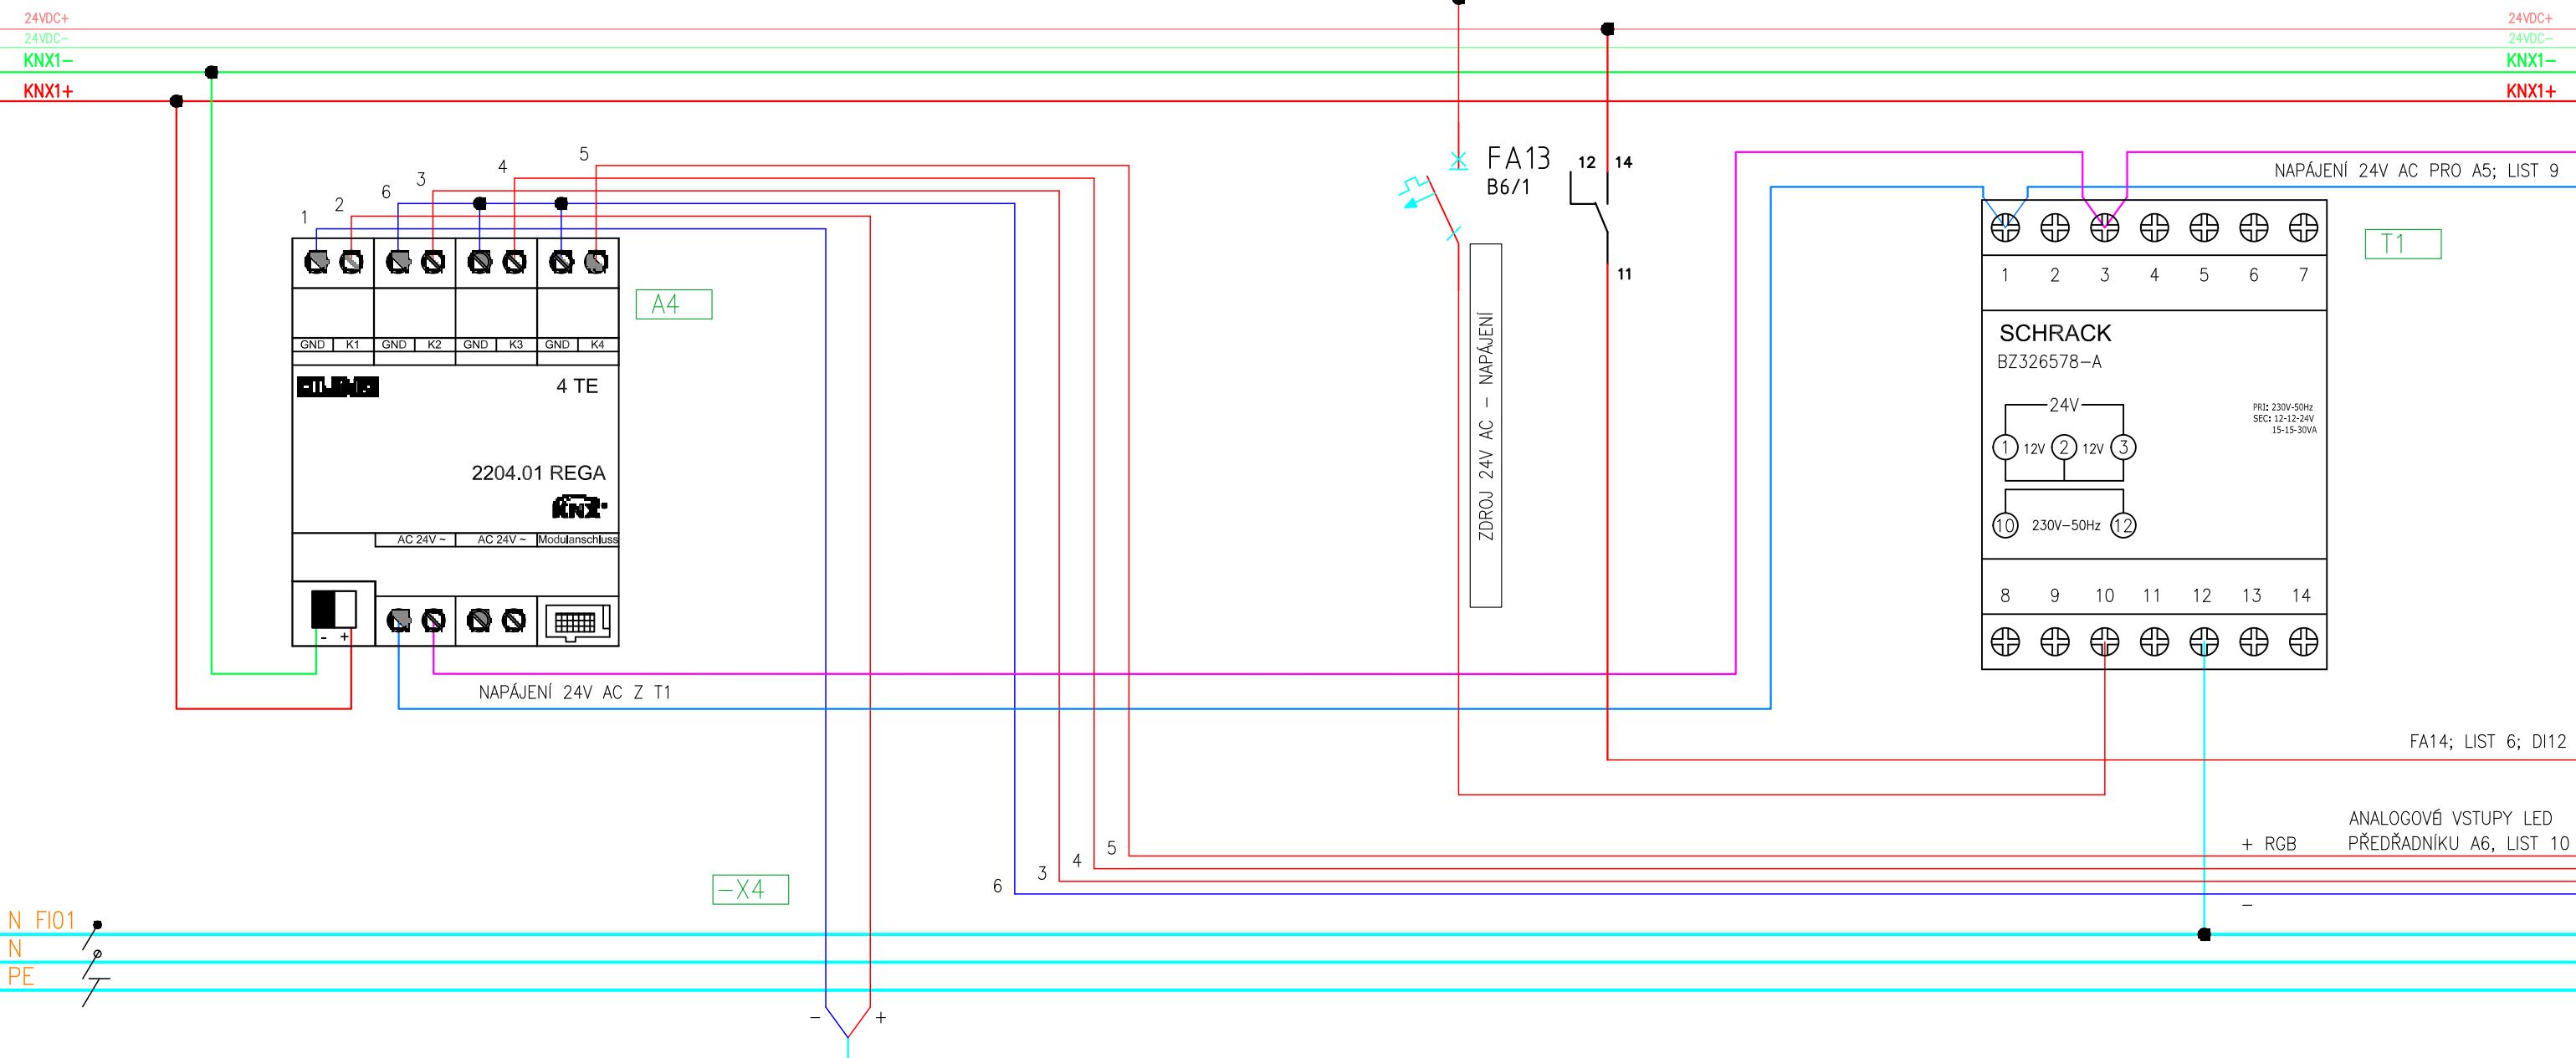 24VDC+
24VDC-
KNX1-
KNX1+
24VDC+
24VDC-
KNX1-
KNX1+
1
2
6
3
4
5
GND K1 GND K2 GND K3 GND K4
4 TE
2204.01 REGA
KNX
AC 24V ~ AC 24V ~ Modulanschluss
- +
A4
NAPÁJENÍ 24V AC Z T1
FA13
B6/1
12 14
11
ZDROJ 24V AC - NAPÁJENÍ
NAPÁJENÍ 24V AC PRO A5; LIST 9
T1
1 2 3 4 5 6 7
SCHRACK
BZ326578-A
24V
1 12V 2 12V 3
10 230V-50Hz 12
PRI: 230V-50Hz
SEC: 12-12-24V
15-15-30VA
8 9 10 11 12 13 14
FA14; LIST 6; DI12
ANALOGOVÉ VSTUPY LED
+ RGB PŘEDŘADNÍKU A6, LIST 10
-
5
4
3
6
-X4
N FI01
N
PE
- +